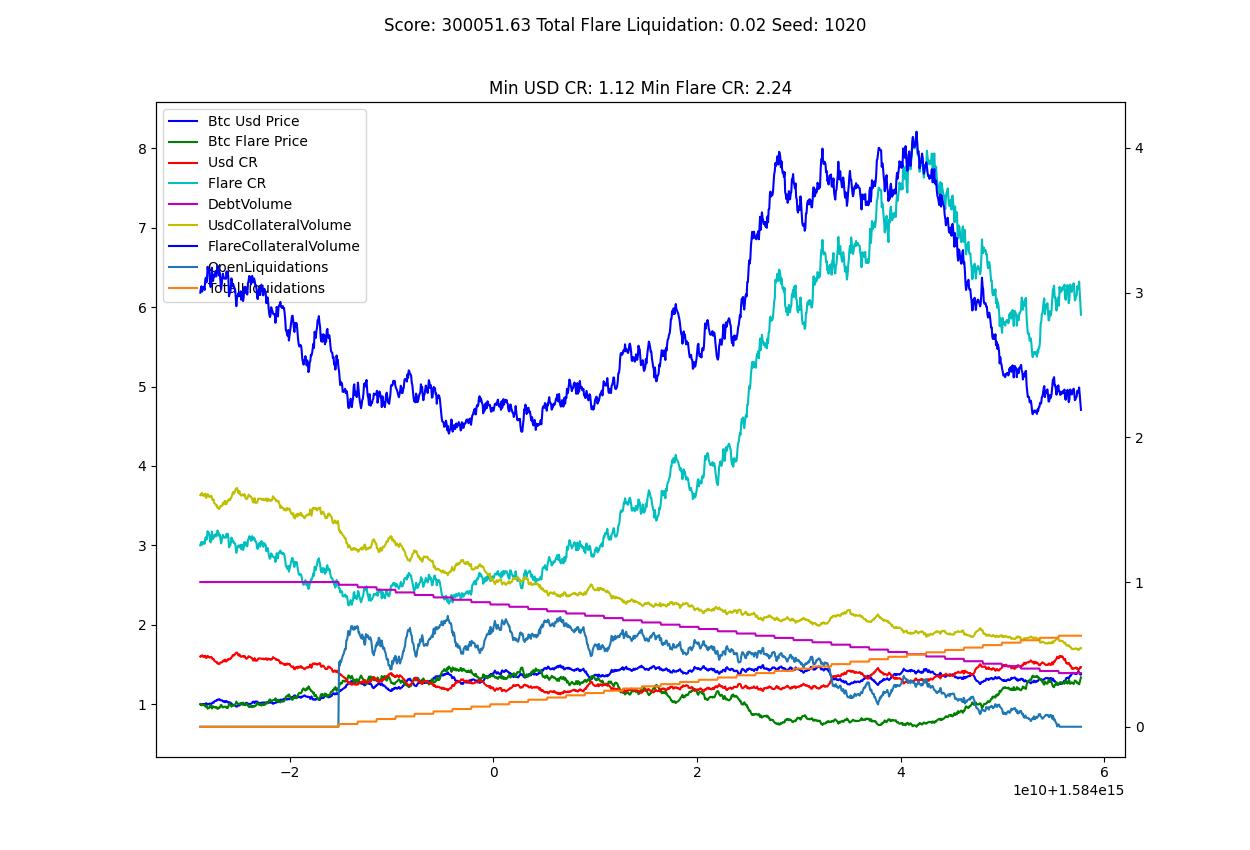 Score: 300051.63 Total Flare Liquidation: 0.02 Seed: 1020
Min USD CR: 1.12 Min Flare CR: 2.24
Btc Usd Price
Btc Flare Price
Usd CR
Flare CR
DebtVolume
UsdCollateralVolume
FlareCollateralVolume
OpenLiquidations
TotalLiquidations
8
7
6
5
4
3
2
1
4
3
2
1
0
−2
0
2
4
6
1e10+1.584e15